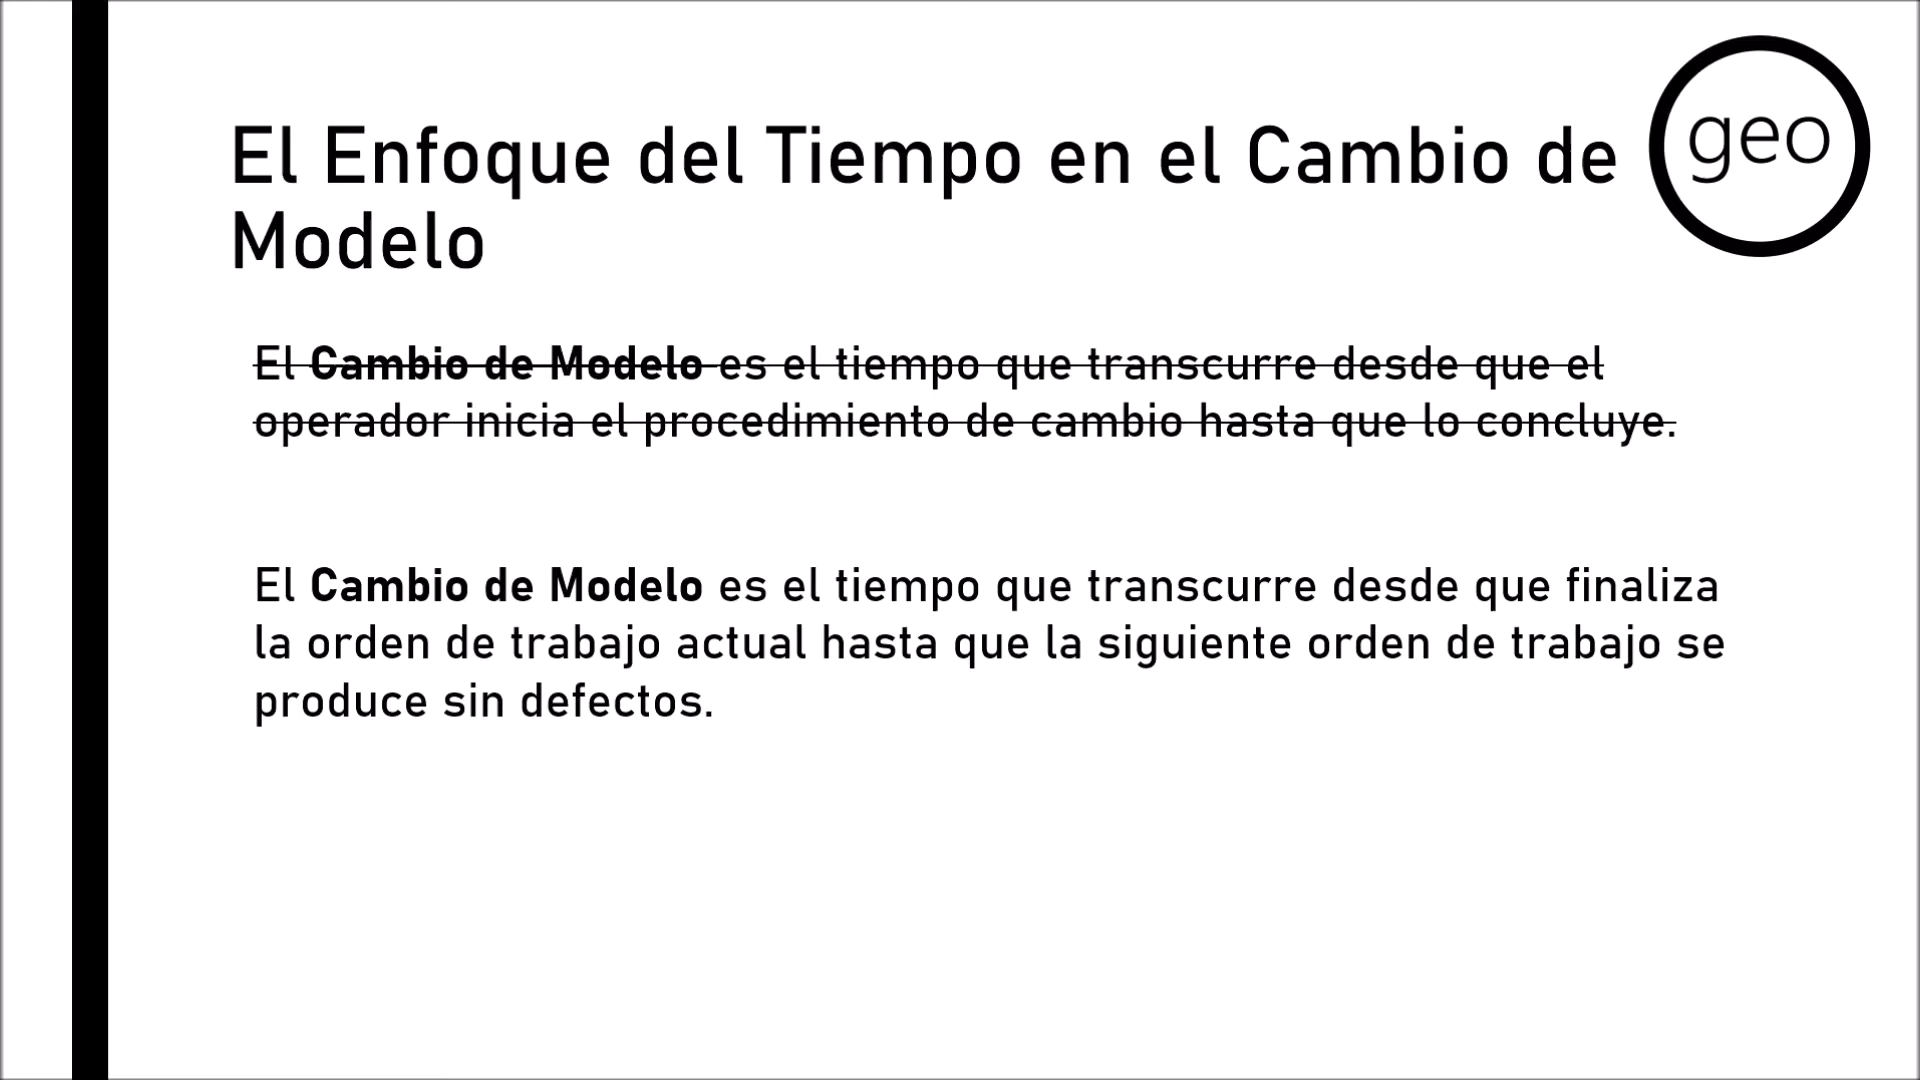 El Enfoque del Tiempo en el Cambio de
Modelo
geo
El Cambio de Modelo es el tiempo que transcurre desde que el
operador inicia el procedimiento de cambio hasta que lo concluye.
El Cambio de Modelo es el tiempo que transcurre desde que finaliza
la orden de trabajo actual hasta que la siguiente orden de trabajo se
produce sin defectos.